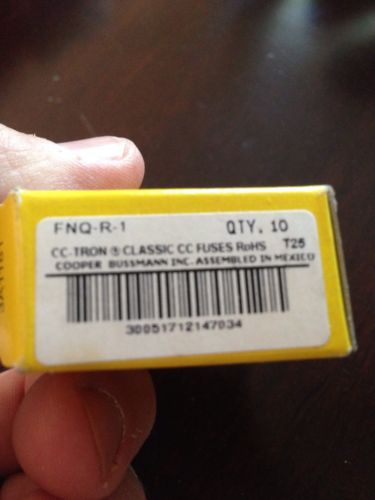 FNQ-R-1 QTY. 10
CC-TRON ® CLASSIC CC FUSES RoHS T25
COOPER BUSSMANN INC. ASSEMBLED IN MEXICO
30051712147034